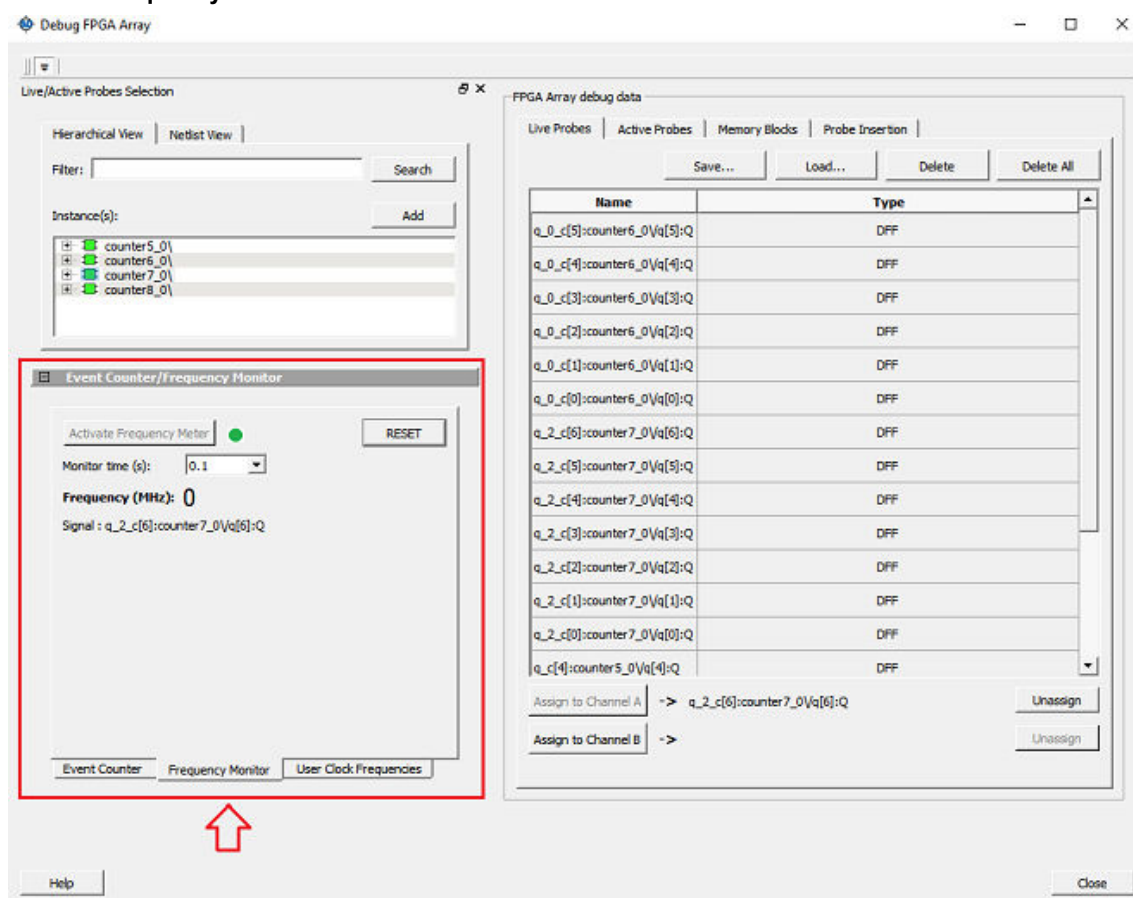 Debug FPGA Array
Live/Active Probes Selection
Hierarchical View
Netlist View
Filter:
Search
Instance(s):
Add
counter5_0\
counter6_0\
counter7_0\
counter8_0\
Event Counter/Frequency Monitor
Activate Frequency Meter
RESET
Monitor time (s):
0.1
Frequency (MHz): 0
Signal : q_2_c[6]:counter7_0\/q[6]:Q
Event Counter
Frequency Monitor
User Clock Frequencies
FPGA Array debug data
Live Probes
Active Probes
Memory Blocks
Probe Insertion
Save...
Load...
Delete
Delete All
Name Type
q_0_c[5]:counter6_0\/q[5]:Q DFF
q_0_c[4]:counter6_0\/q[4]:Q DFF
q_0_c[3]:counter6_0\/q[3]:Q DFF
q_0_c[2]:counter6_0\/q[2]:Q DFF
q_0_c[1]:counter6_0\/q[1]:Q DFF
q_0_c[0]:counter6_0\/q[0]:Q DFF
q_2_c[6]:counter7_0\/q[6]:Q DFF
q_2_c[5]:counter7_0\/q[5]:Q DFF
q_2_c[4]:counter7_0\/q[4]:Q DFF
q_2_c[3]:counter7_0\/q[3]:Q DFF
q_2_c[2]:counter7_0\/q[2]:Q DFF
q_2_c[1]:counter7_0\/q[1]:Q DFF
q_2_c[0]:counter7_0\/q[0]:Q DFF
q_c[4]:counter5_0\/q[4]:Q DFF
Assign to Channel A -> q_2_c[6]:counter7_0\/q[6]:Q Unassign
Assign to Channel B -> Unassign
Help
Close